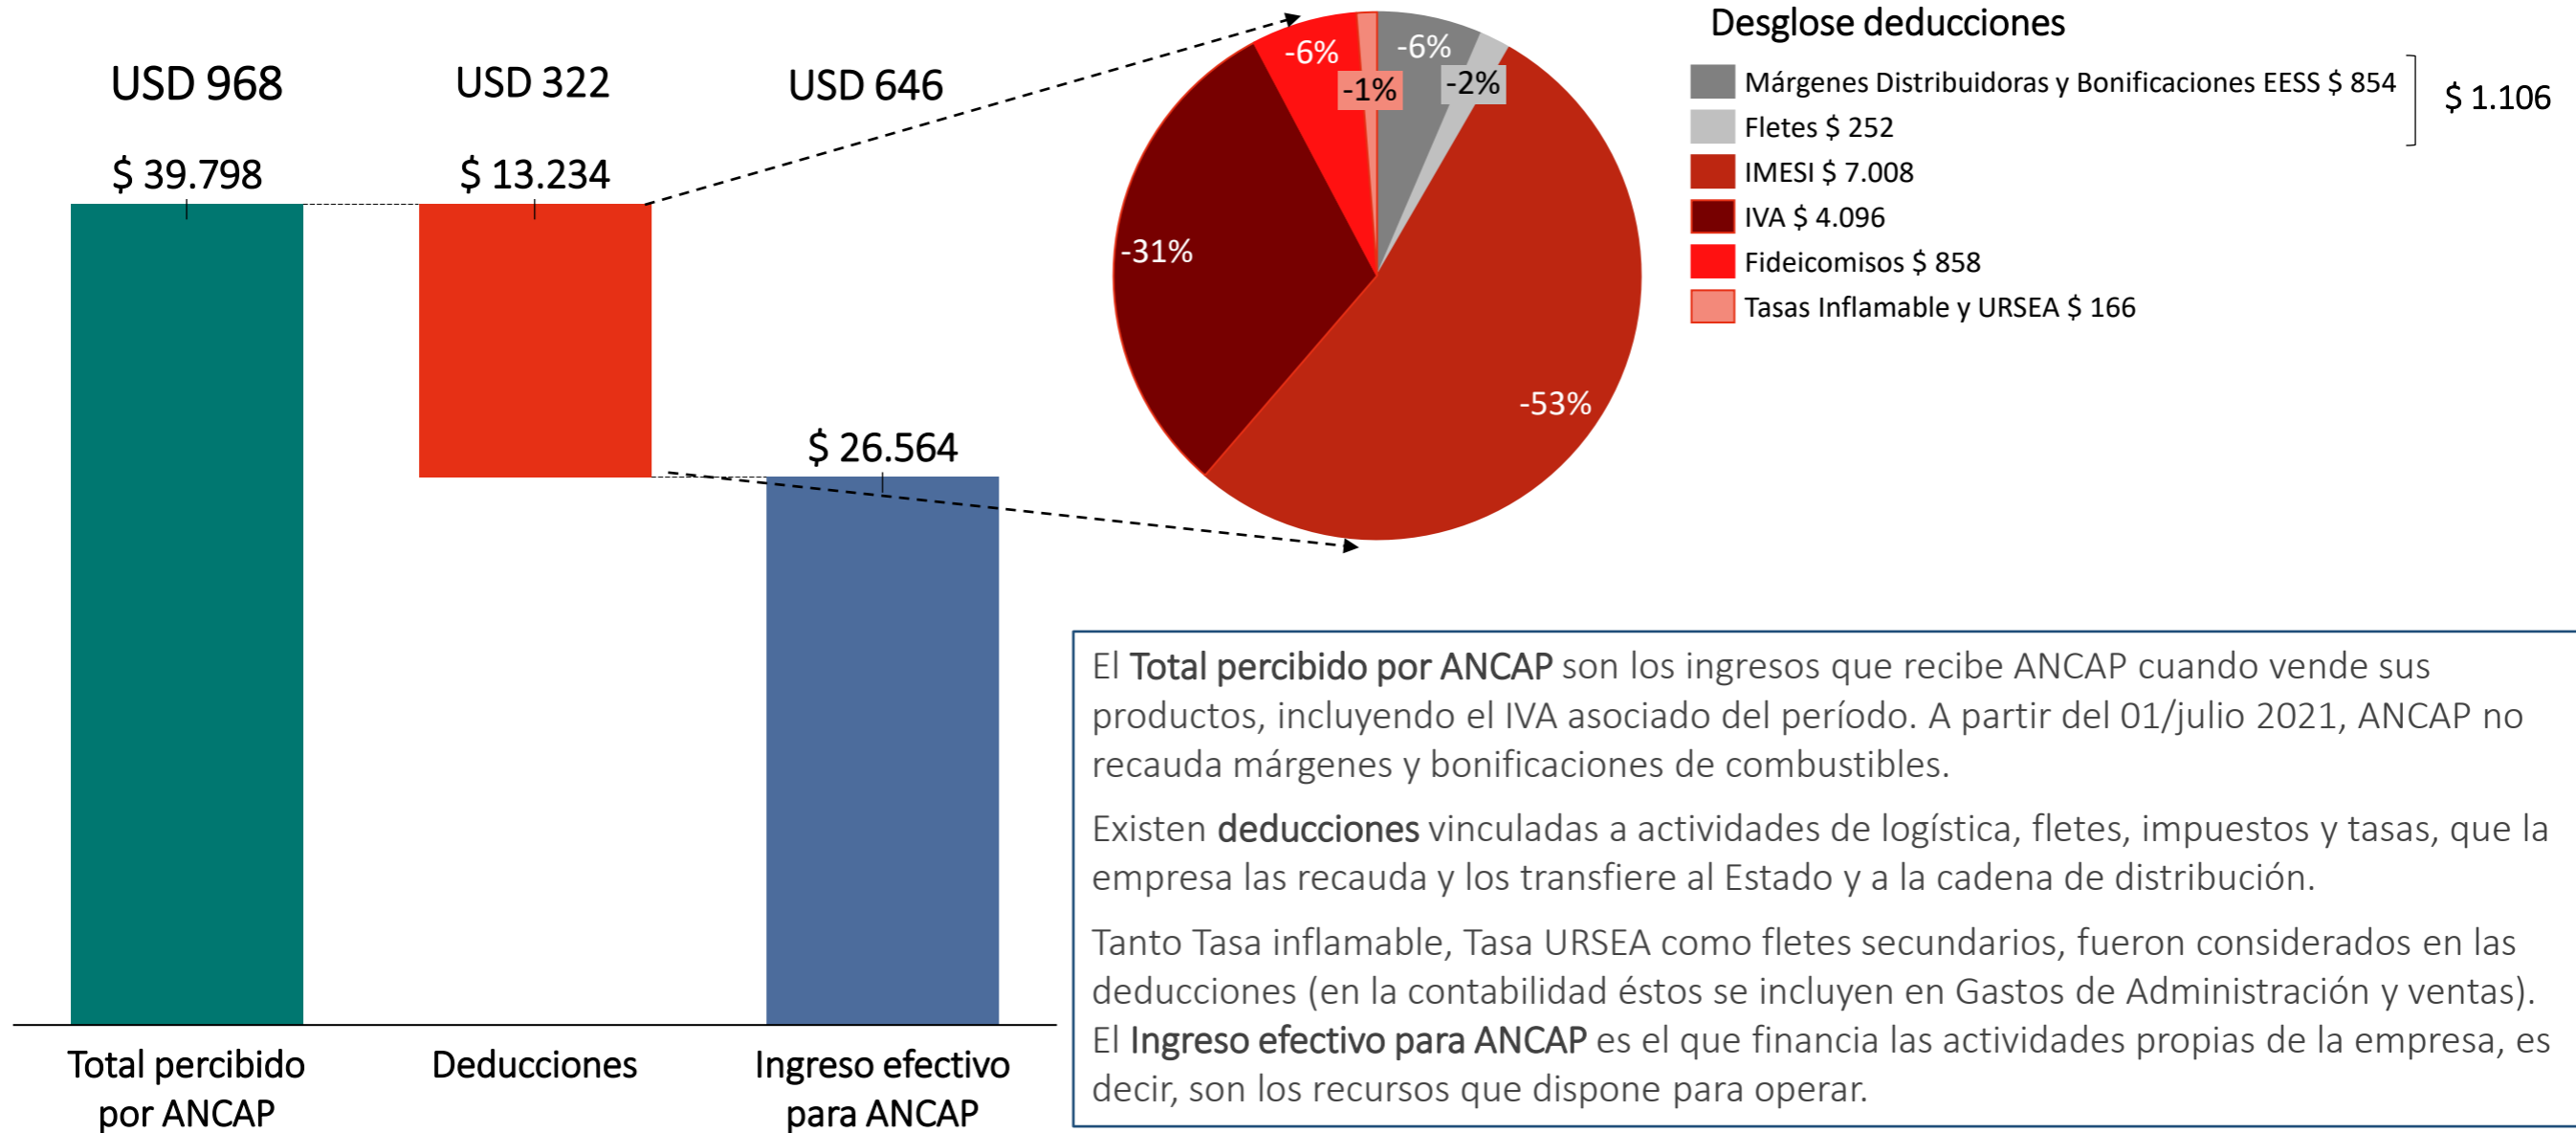 USD 968
USD 322
USD 646
$ 39.798
$ 13.234
$ 26.564
Total percibido
por ANCAP
Deducciones
Ingreso efectivo
para ANCAP
-6%
-6%
-1%
-2%
-31%
-53%
Desglose deducciones
Márgenes Distribuidoras y Bonificaciones EESS $ 854
Fletes $ 252
$ 1.106
IMESI $ 7.008
IVA $ 4.096
Fideicomisos $ 858
Tasas Inflamable y URSEA $ 166
El Total percibido por ANCAP son los ingresos que recibe ANCAP cuando vende sus
productos, incluyendo el IVA asociado del período. A partir del 01/julio 2021, ANCAP no
recauda márgenes y bonificaciones de combustibles.
Existen deducciones vinculadas a actividades de logística, fletes, impuestos y tasas, que la
empresa las recauda y los transfiere al Estado y a la cadena de distribución.
Tanto Tasa inflamable, Tasa URSEA como fletes secundarios, fueron considerados en las
deducciones (en la contabilidad éstos se incluyen en Gastos de Administración y ventas).
El Ingreso efectivo para ANCAP es el que financia las actividades propias de la empresa, es
decir, son los recursos que dispone para operar.